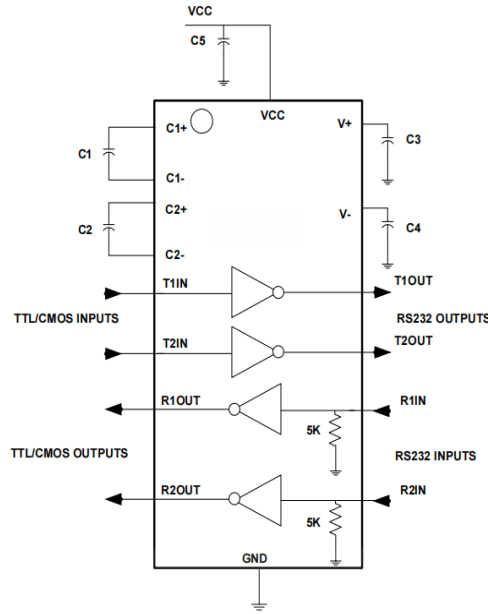 VCC
C5
VCC
C1+
V+
C1
C3
C1-
C2+
V-
C2
C4
C2-
T1IN
T1OUT
TTL/CMOS INPUTS
RS232 OUTPUTS
T2IN
T2OUT
R1OUT
R1IN
5K
TTL/CMOS OUTPUTS
RS232 INPUTS
R2OUT
R2IN
5K
GND